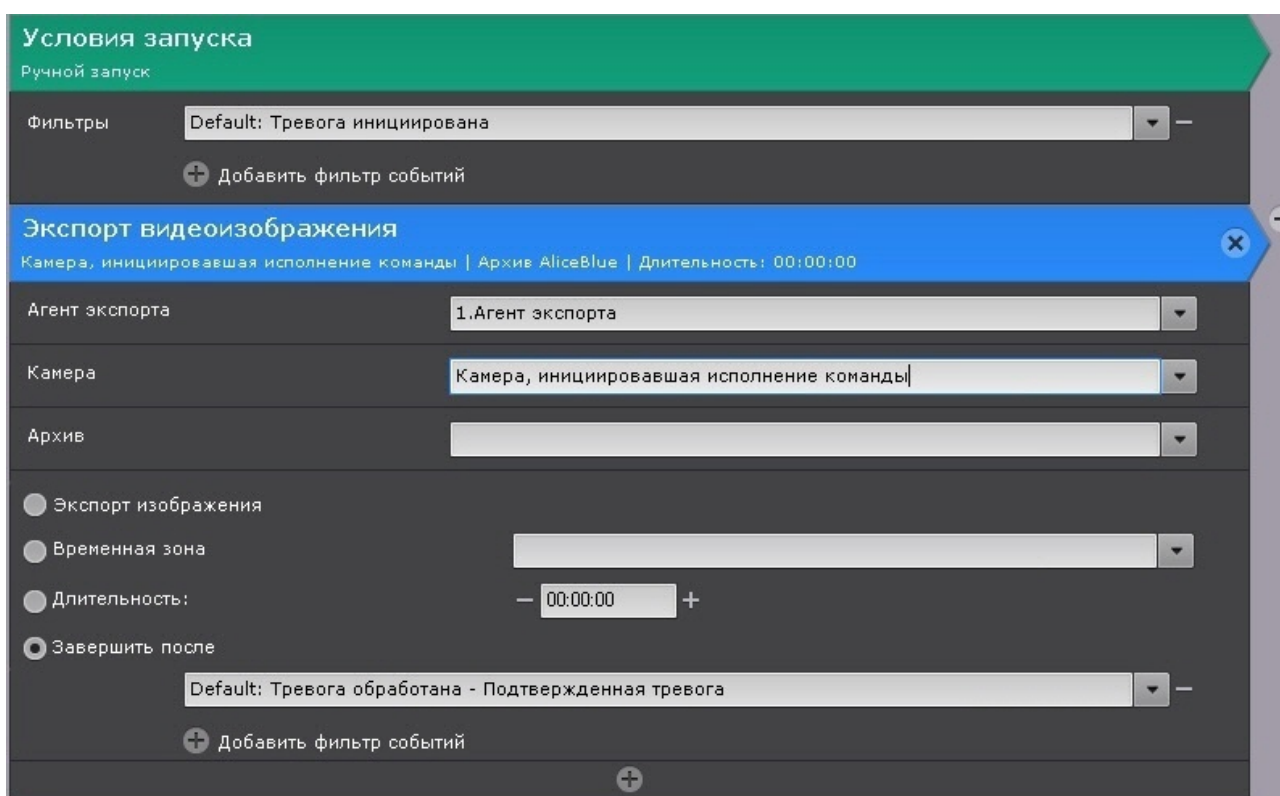 Условия запуска
Ручной запуск
Фильтры Default: Тревога инициирована
Добавить фильтр событий
Экспорт видеоизображения
Камера, инициировавшая исполнение команды | Архив AliceBlue | Длительность: 00:00:00
Агент экспорта 1.Агент экспорта
Камера Камера, инициировавшая исполнение команды
Архив
Экспорт изображения
Временная зона
Длительность: − 00:00:00 +
Завершить после
Default: Тревога обработана - Подтвержденная тревога
Добавить фильтр событий